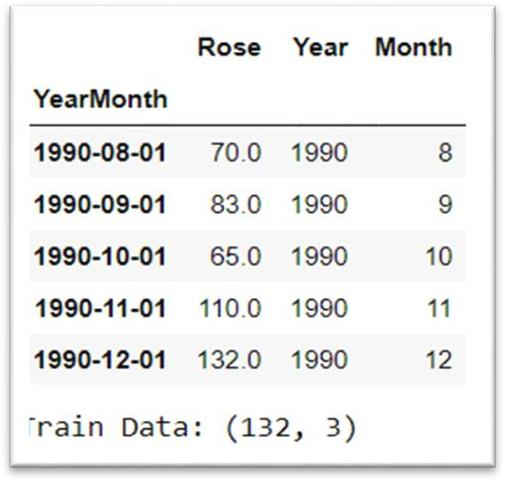 Rose Year Month
YearMonth
1990-08-01 70.0 1990 8
1990-09-01 83.0 1990 9
1990-10-01 65.0 1990 10
1990-11-01 110.0 1990 11
1990-12-01 132.0 1990 12
Train Data: (132, 3)